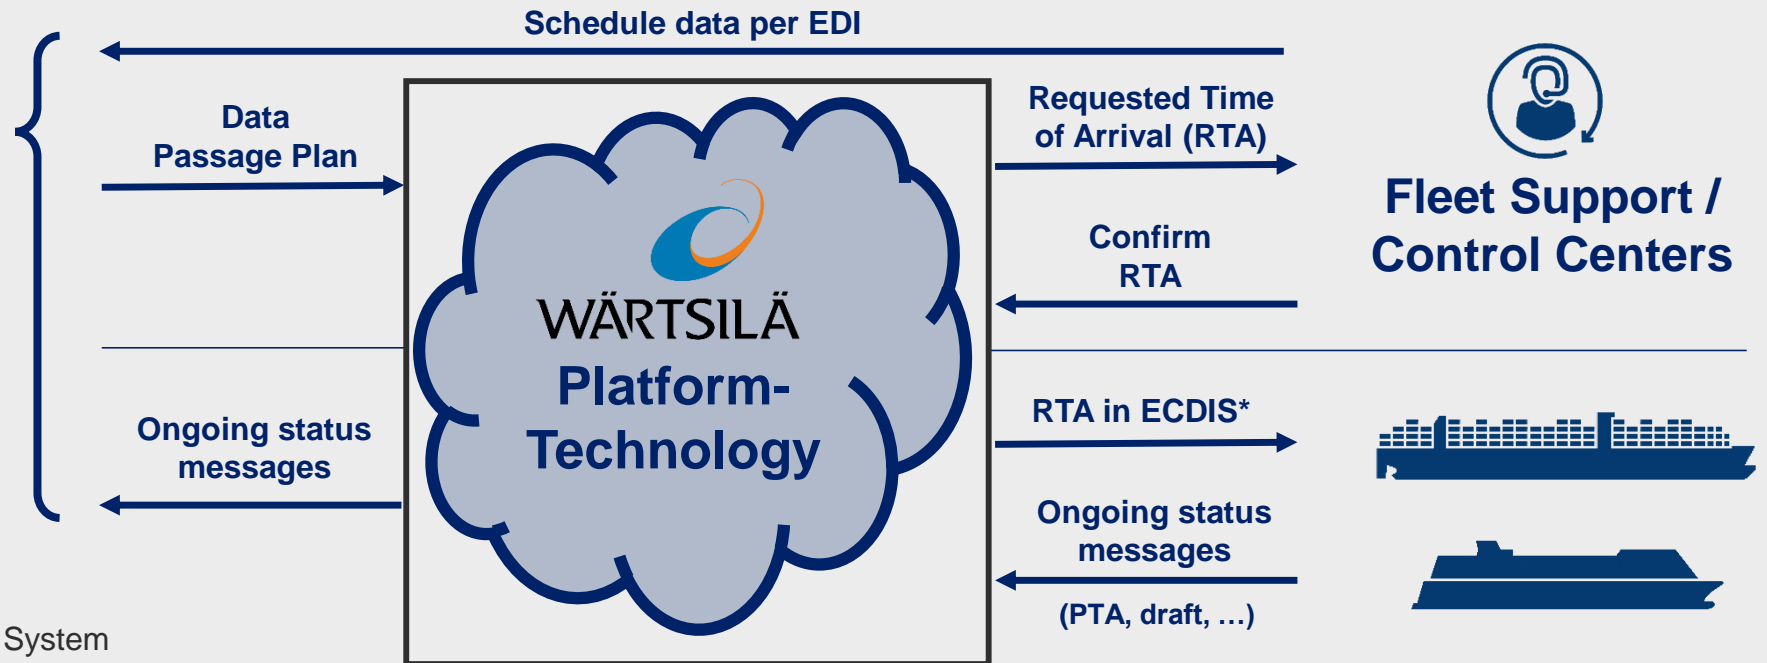 Schedule data per EDI
Data
Passage Plan
Requested Time
of Arrival (RTA)
Fleet Support /
Control Centers
Confirm
RTA
WÄRTSILÄ
Platform-
Technology
Ongoing status
messages
RTA in ECDIS*
Ongoing status
messages
(PTA, draft, …)
System